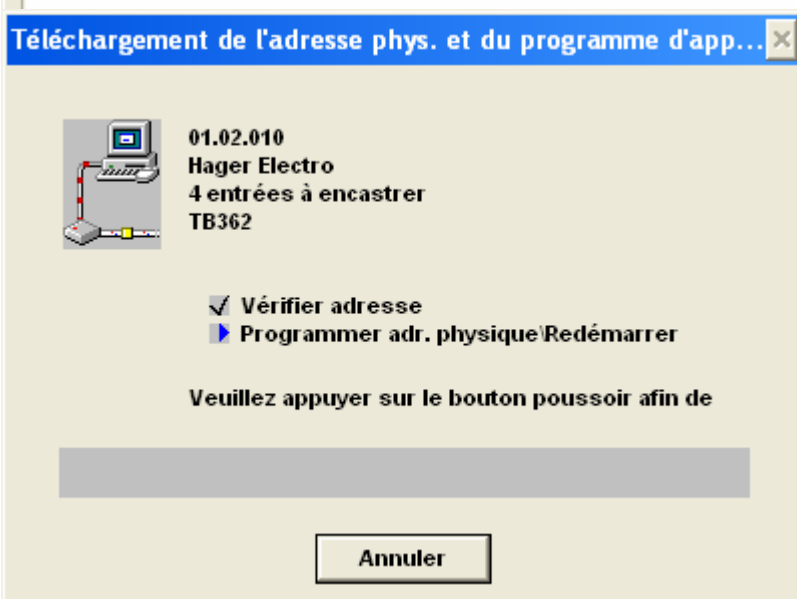 Téléchargement de l'adresse phys. et du programme d'app...
01.02.010
Hager Electro
4 entrées à encastrer
TB362
Vérifier adresse
Programmer adr. physique\Redémarrer
Veuillez appuyer sur le bouton poussoir afin de
Annuler